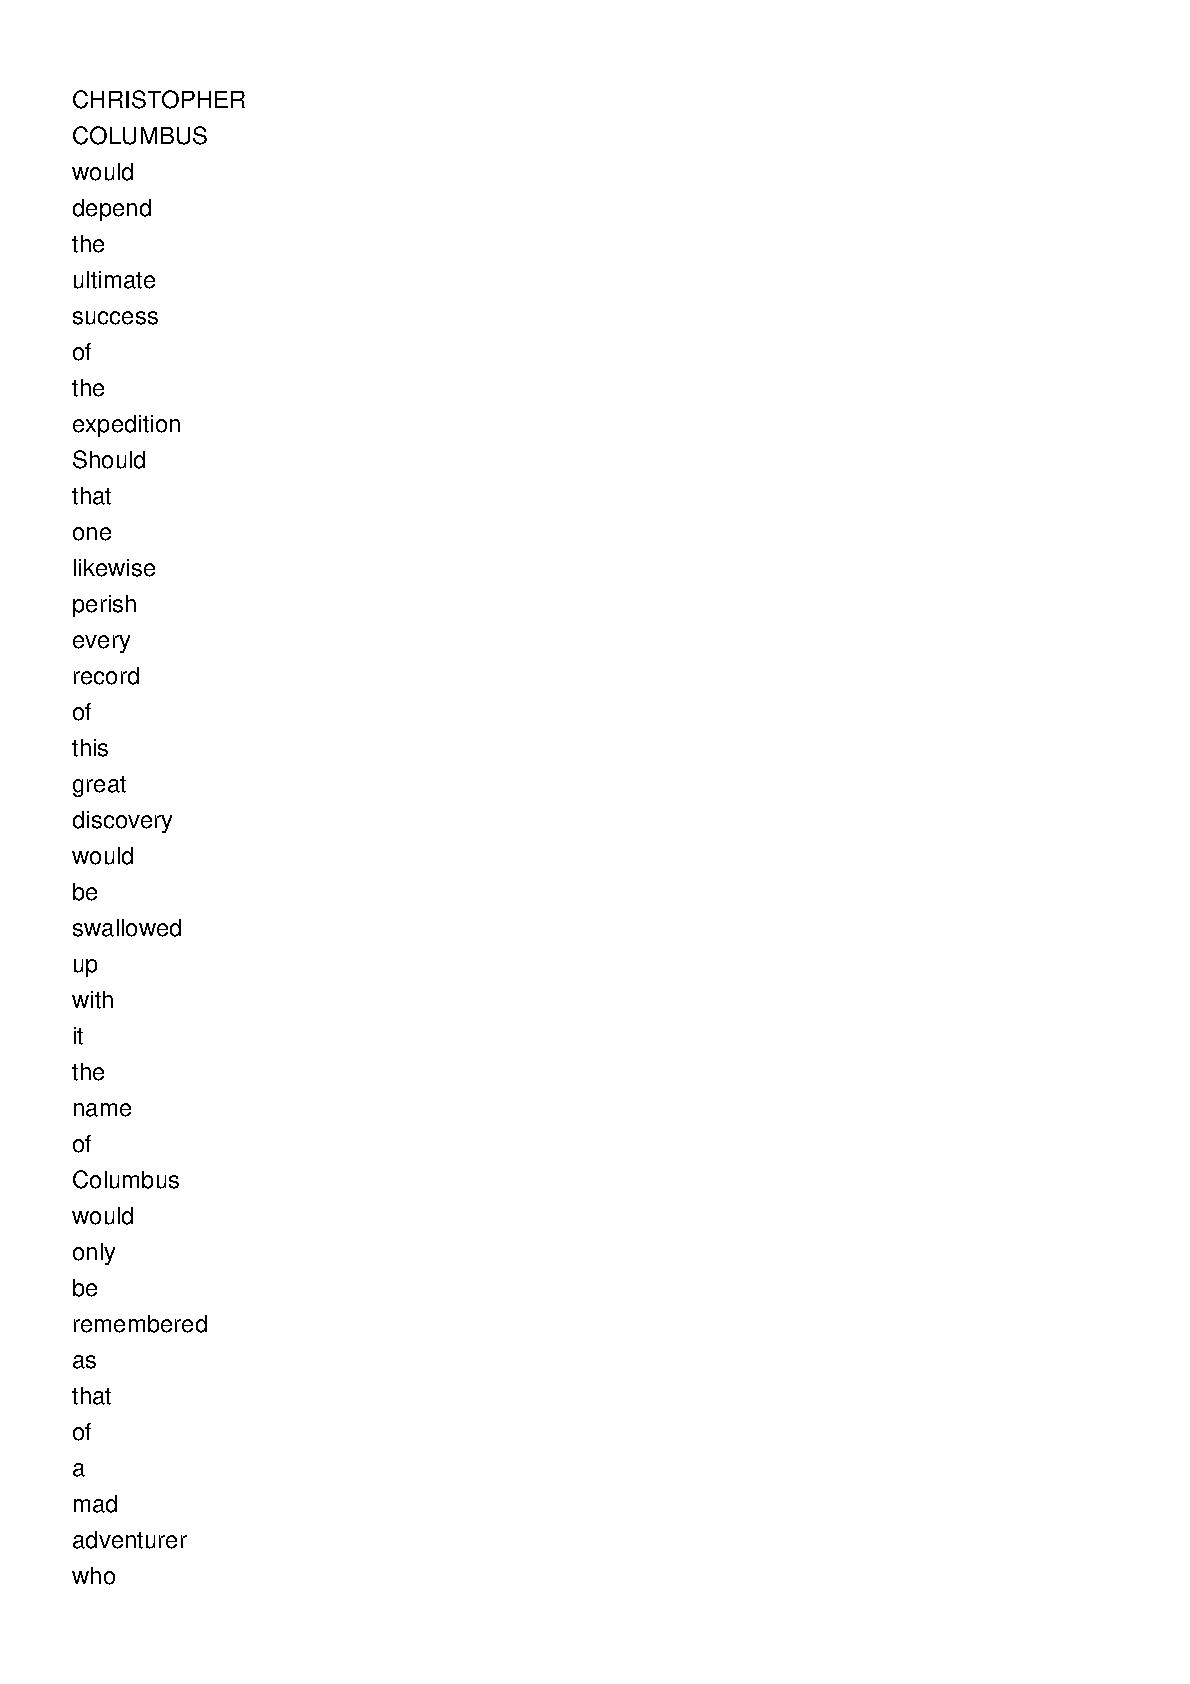 CHRISTOPHER
COLUMBUS
would
depend
the
ultimate
success
of
the
expedition
Should
that
one
likewise
perish
every
record
of
this
great
discovery
would
be
swallowed
up
with
it
the
name
of
Columbus
would
only
be
remembered
as
that
of
a
mad
adventurer
who